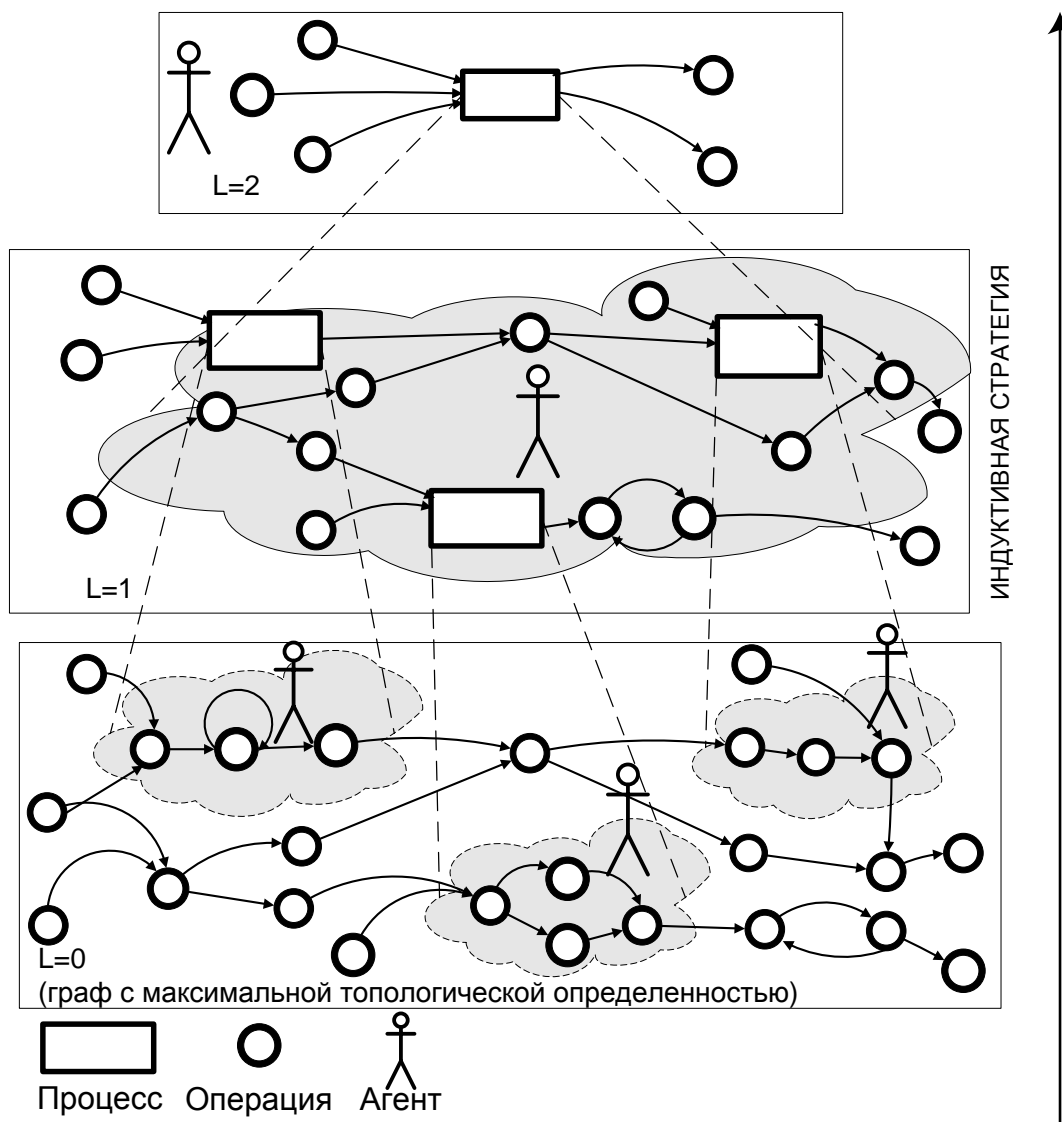 L=2
ИНДУКТИВНАЯ СТРАТЕГИЯ
L=1
L=0
(граф с максимальной топологической определенностью)
Процесс Операция Агент